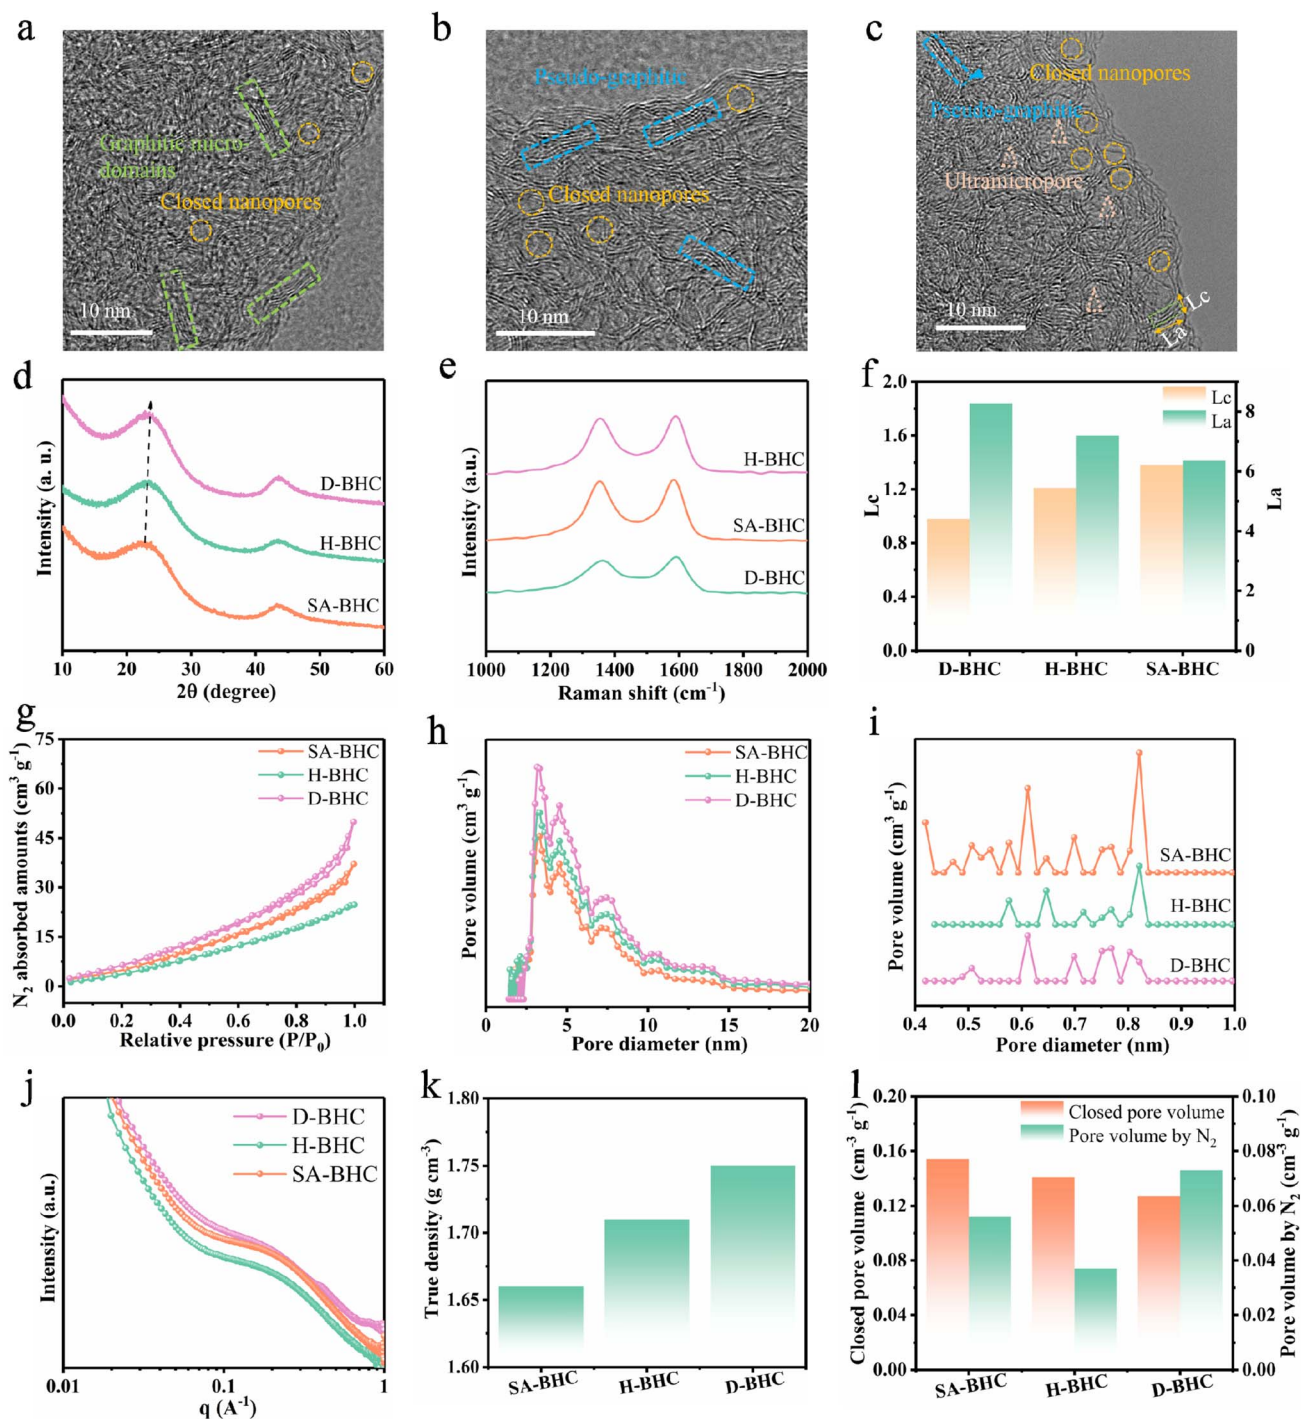 a
Graphitic micro-
domains
Closed nanopores
10 nm
b
Pseudo-graphitic
Closed nanopores
10 nm
c
Closed nanopores
Pseudo-graphitic
Ultramicropore
10 nm
Lc
La
d
Intensity (a. u.)
D-BHC
H-BHC
SA-BHC
10 20 30 40 50 60
2θ (degree)
e
Intensity (a.u.)
H-BHC
SA-BHC
D-BHC
1000 1200 1400 1600 1800 2000
Raman shift (cm-1)
f
Lc
2.0
1.6
1.2
0.8
0.4
0.0
Lc
La
8
6
4
2
0
La
D-BHC H-BHC SA-BHC
g
N2 absorbed amounts (cm3 g-1)
75
60
45
30
15
0
SA-BHC
H-BHC
D-BHC
0.0 0.2 0.4 0.6 0.8 1.0
Relative pressure (P/P0)
h
Pore volume (cm3 g-1)
SA-BHC
H-BHC
D-BHC
0 5 10 15 20
Pore diameter (nm)
i
Pore volume (cm3 g-1)
SA-BHC
H-BHC
D-BHC
0.4 0.5 0.6 0.7 0.8 0.9 1.0
Pore diameter (nm)
j
Intensity (a.u.)
D-BHC
H-BHC
SA-BHC
0.01 0.1 1
q (A-1)
k
True density (g cm-3)
1.80
1.75
1.70
1.65
1.60
SA-BHC H-BHC D-BHC
l
Closed pore volume (cm-3 g-1)
0.20
0.16
0.12
0.08
0.04
0.00
Closed pore volume
Pore volume by N2
0.10
0.08
0.06
0.04
0.02
0.00
Pore volume by N2 (cm-3 g-1)
SA-BHC H-BHC D-BHC